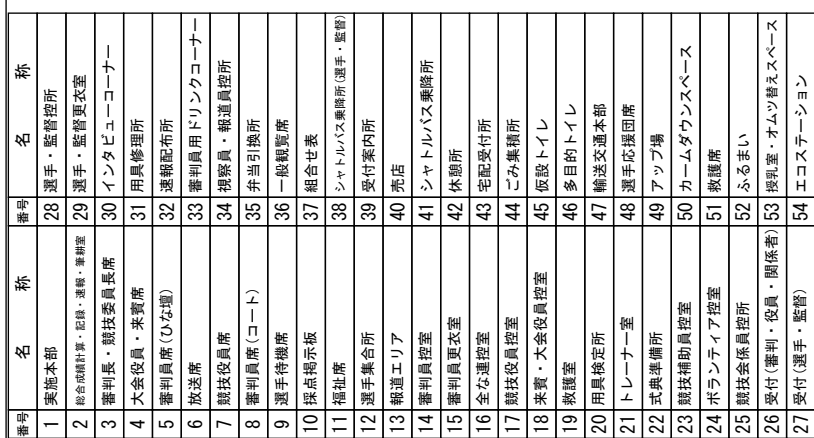 番号 名称 番号 名称
1 実施本部 28 選手・監督控所
2 総合成績計算・記録・速報・筆耕室 29 選手・監督更衣室
3 審判長・競技委員長席 30 インタビューコーナー
4 大会役員・来賓席 31 用具修理所
5 審判員席(ひな壇) 32 速報配布所
6 放送席 33 審判員用ドリンクコーナー
7 競技役員席 34 視察員・報道員控所
8 審判員席(コート) 35 弁当引換所
9 選手待機席 36 一般観覧席
10 採点掲示板 37 組合せ表
11 福祉席 38 シャトルバス乗降所(選手・監督)
12 選手集合所 39 受付案内所
13 報道エリア 40 売店
14 審判員控室 41 シャトルバス乗降所
15 審判員更衣室 42 休憩所
16 全な連控室 43 宅配受付所
17 競技役員控室 44 ごみ集積所
18 来賓・大会役員控室 45 仮設トイレ
19 救護室 46 多目的トイレ
20 用具検定所 47 輸送交通本部
21 トレーナー室 48 選手応援団席
22 式典準備所 49 アップ場
23 競技補助員控室 50 カームダウンスペース
24 ボランティア控室 51 救護席
25 競技会係員控所 52 ふるまい
26 受付(審判・役員・関係者) 53 授乳室・オムツ替えスペース
27 受付(選手・監督) 54 エコステーション